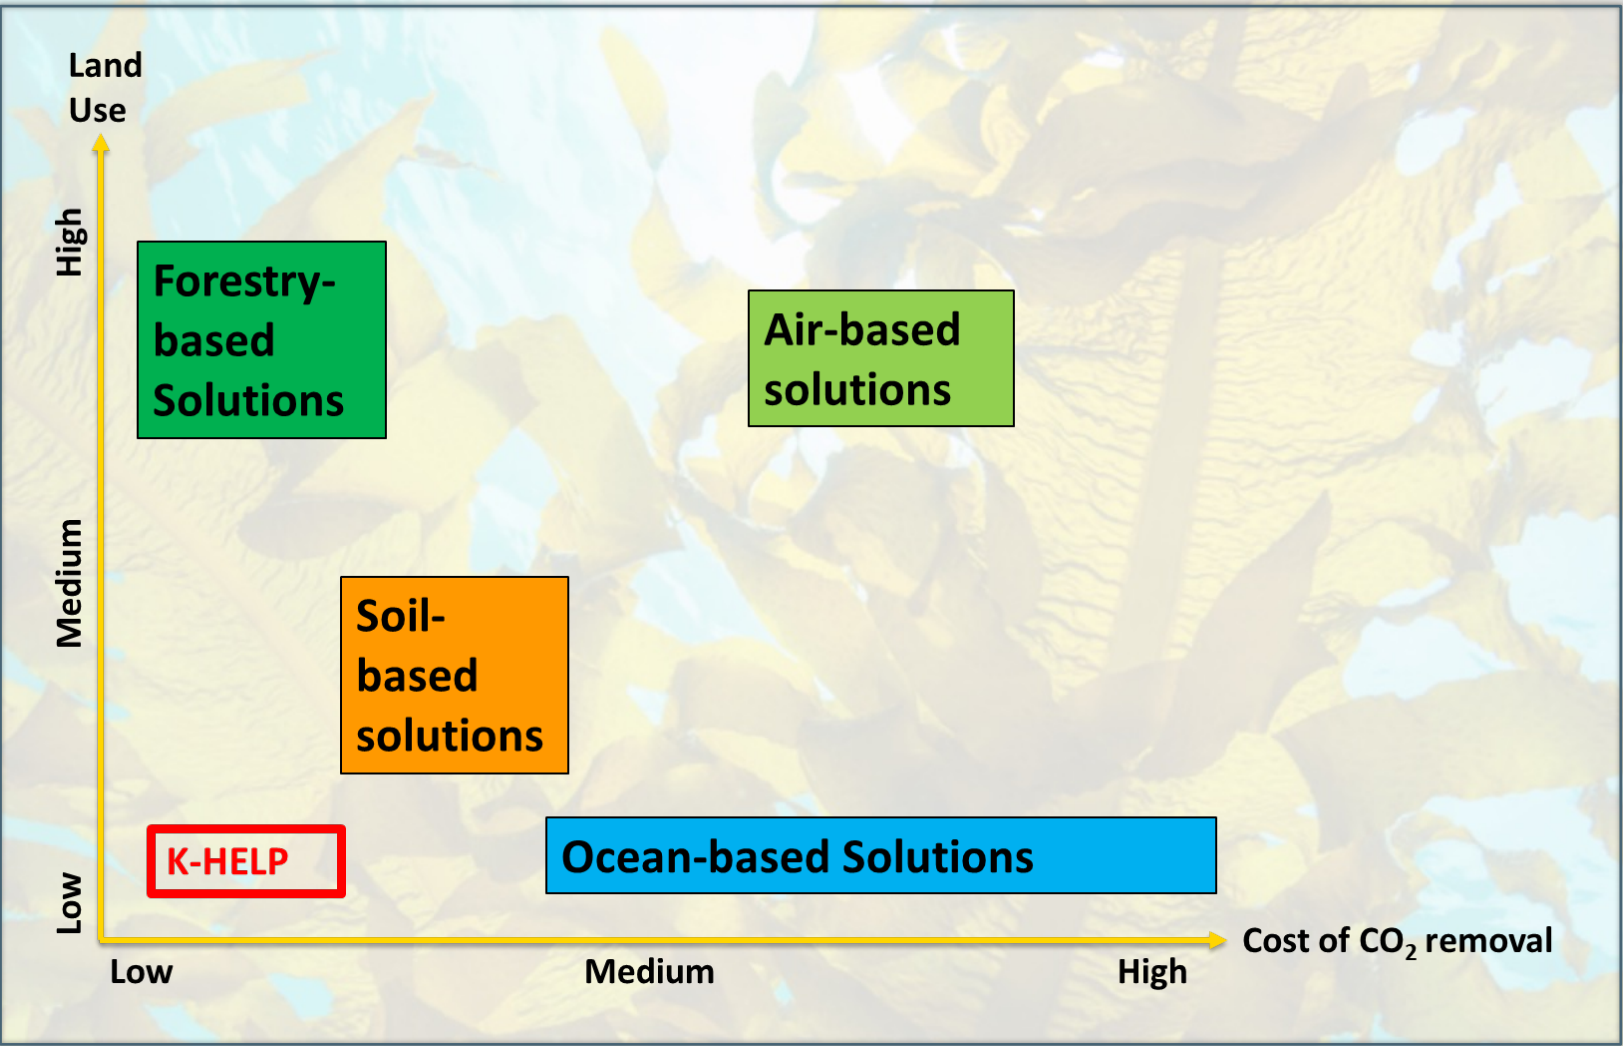 Land
Use
High
Forestry-
based
Solutions
Air-based
solutions
Medium
Soil-
based
solutions
Low
K-HELP
Ocean-based Solutions
Cost of CO₂ removal
Low
Medium
High